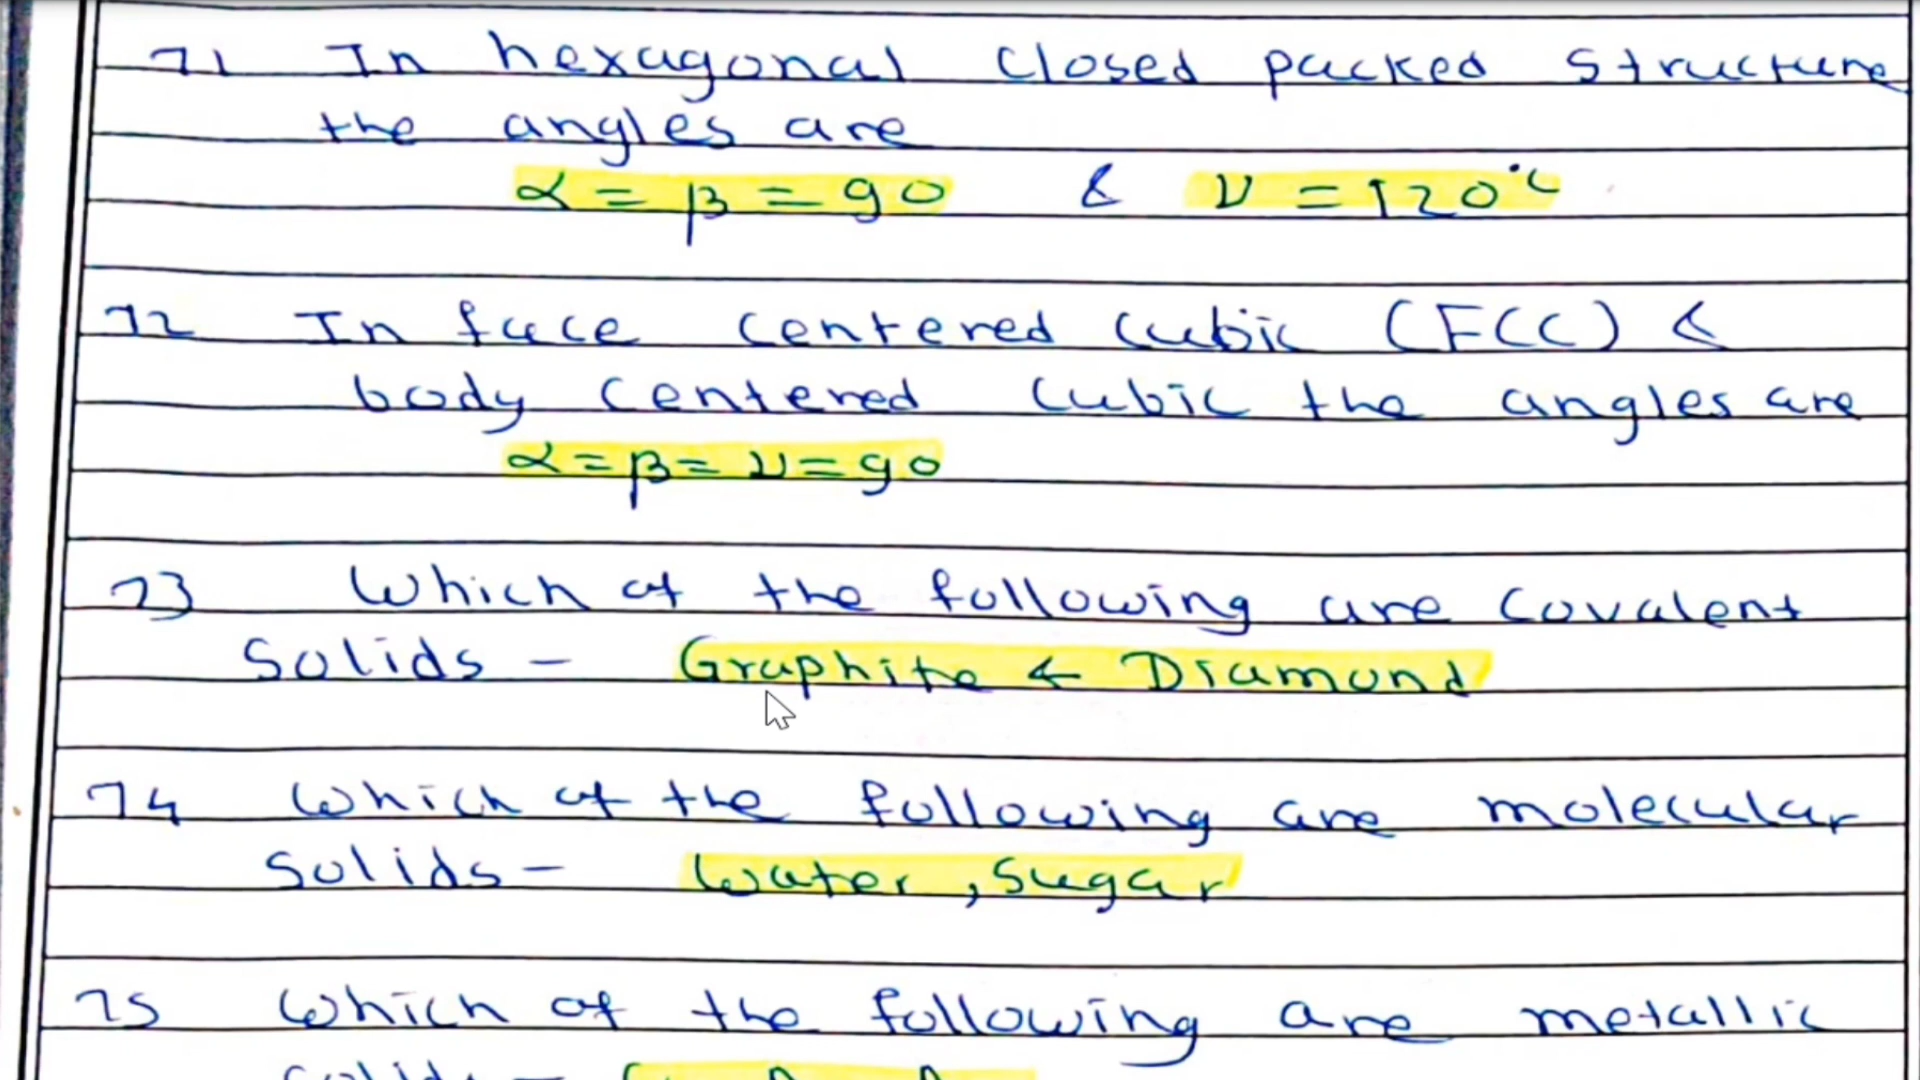 71 In hexagonal closed packed structure
the angles are
α = β = 90 & ν = 120°c
72 In face centered cubic (FCC) &
body centered cubic the angles are
α = β = ν = 90
73 Which of the following are covalent
solids - Graphite & Diamond
74 Which of the following are molecular
solids - Water, Sugar
75 Which of the following are metallic